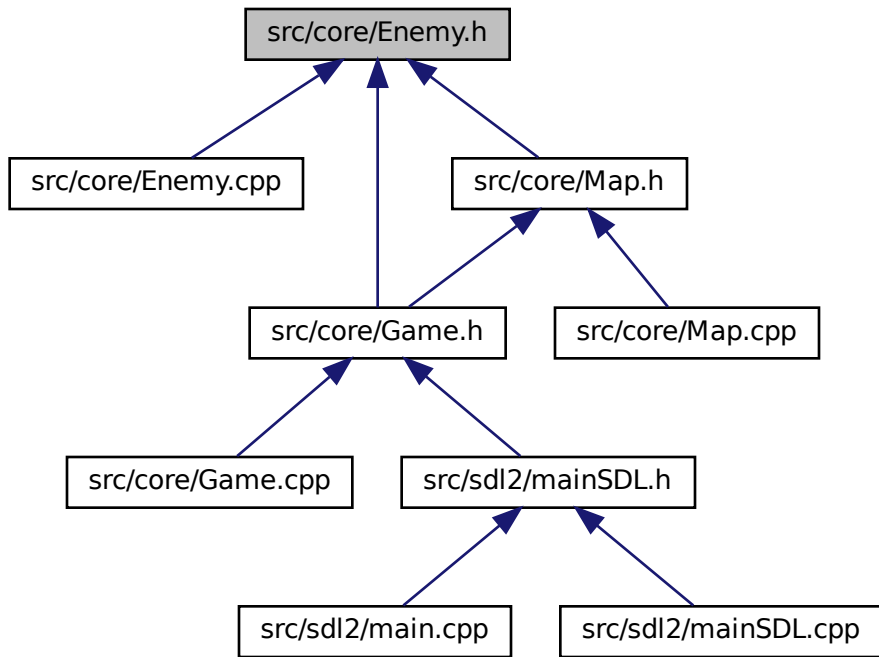 src/core/Enemy.h
src/core/Enemy.cpp
src/core/Map.h
src/core/Game.h
src/core/Map.cpp
src/core/Game.cpp
src/sdl2/mainSDL.h
src/sdl2/main.cpp
src/sdl2/mainSDL.cpp